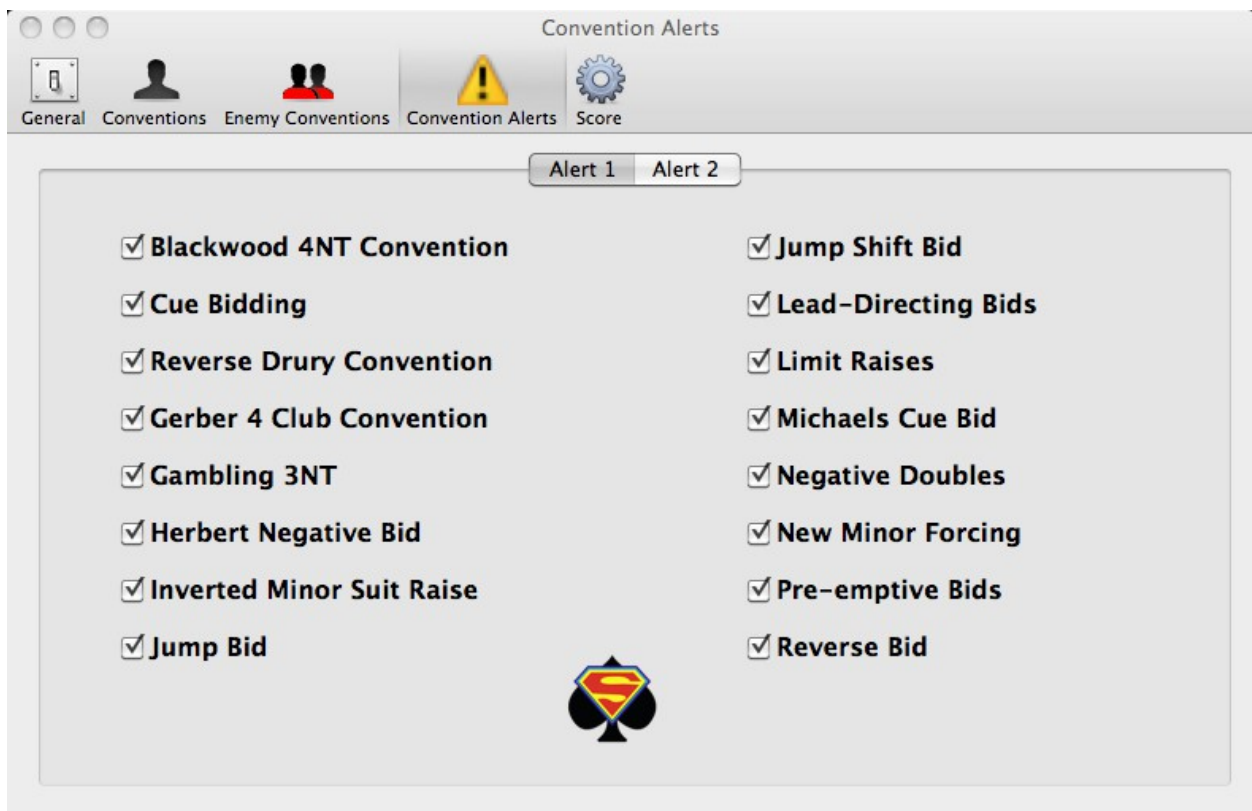 Convention Alerts
General Conventions Enemy Conventions Convention Alerts Score
Alert 1 Alert 2
Blackwood 4NT Convention
Cue Bidding
Reverse Drury Convention
Gerber 4 Club Convention
Gambling 3NT
Herbert Negative Bid
Inverted Minor Suit Raise
Jump Bid
Jump Shift Bid
Lead-Directing Bids
Limit Raises
Michaels Cue Bid
Negative Doubles
New Minor Forcing
Pre-emptive Bids
Reverse Bid
S